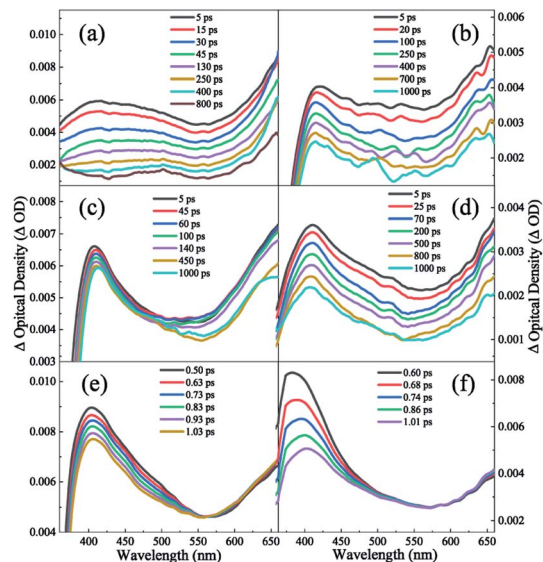 (a)
5 ps
15 ps
30 ps
45 ps
130 ps
250 ps
400 ps
800 ps
0.010
0.008
0.006
0.004
0.002
(b)
5 ps
20 ps
100 ps
250 ps
400 ps
700 ps
1000 ps
0.006
0.005
0.004
0.003
0.002
(c)
5 ps
45 ps
60 ps
100 ps
140 ps
450 ps
1000 ps
0.008
0.007
0.006
0.005
0.004
0.003
(d)
5 ps
25 ps
70 ps
200 ps
500 ps
800 ps
1000 ps
0.004
0.003
0.002
0.001
(e)
0.50 ps
0.63 ps
0.73 ps
0.83 ps
0.93 ps
1.03 ps
0.010
0.008
0.006
0.004
(f)
0.60 ps
0.68 ps
0.74 ps
0.86 ps
1.01 ps
0.008
0.006
0.004
0.002
Δ Opitcal Density (Δ OD)
Δ Opitcal Density (Δ OD)
400 450 500 550 600 650
400 450 500 550 600 650
Wavelength (nm)
Wavelength (nm)